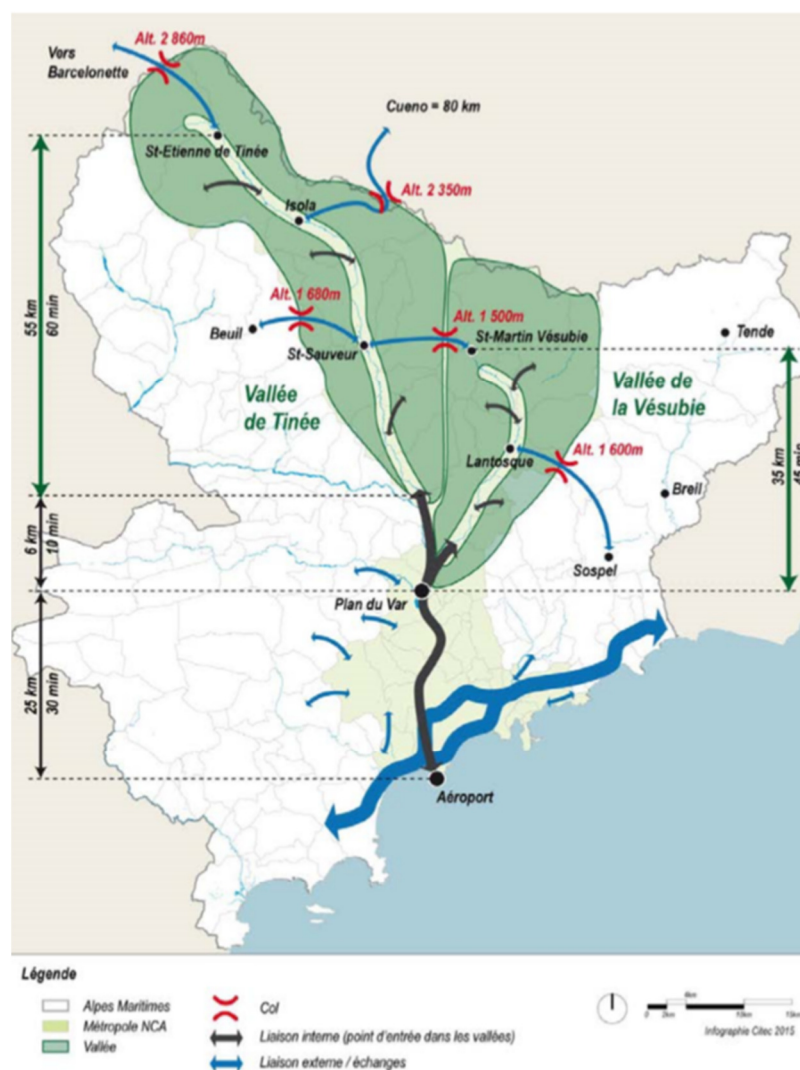 Alt. 2 860m
Vers
Barcelonette
Cueno = 80 km
St-Etienne de Tinée
Alt. 2 350m
Isola
Alt. 1 680m
Alt. 1 500m
Beuil
St-Sauveur
St-Martin Vésubie
Tende
55 km
60 min
Vallée
de Tinée
Vallée de
la Vésubie
Lantosque
Alt. 1 600m
35 km
45 min
Breil
6 km
10 min
Sospel
Plan du Var
25 km
30 min
Aéroport
Légende
Alpes Maritimes
Métropole NCA
Vallée
Col
Liaison interne (point d'entrée dans les vallées)
Liaison externe / échanges
0
2km
Infographie Citec 2015